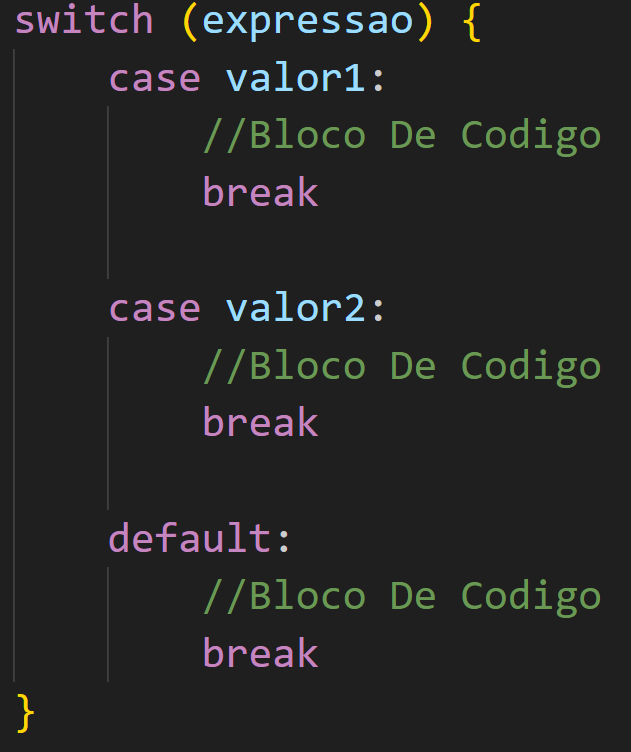 switch (expressao) {
case valor1:
//Bloco De Codigo
break
case valor2:
//Bloco De Codigo
break
default:
//Bloco De Codigo
break
}